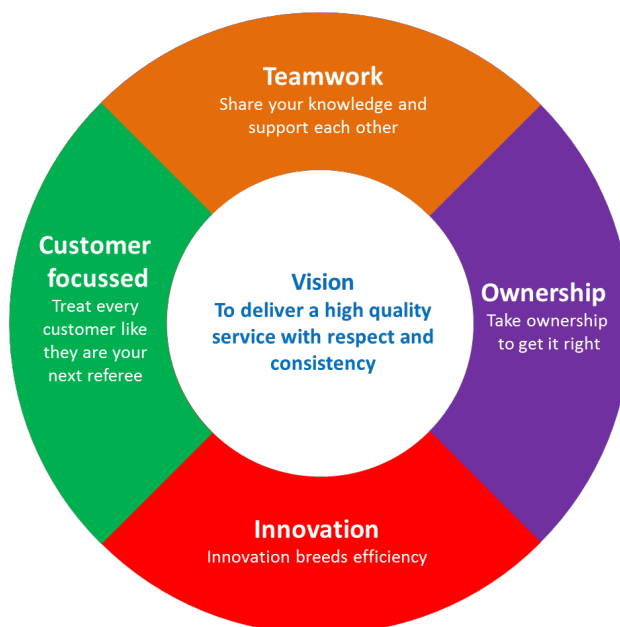 Teamwork
Share your knowledge and
support each other
Customer
focussed
Treat every
customer like
they are your
next referee
Vision
To deliver a high quality
service with respect and
consistency
Ownership
Take ownership
to get it right
Innovation
Innovation breeds efficiency